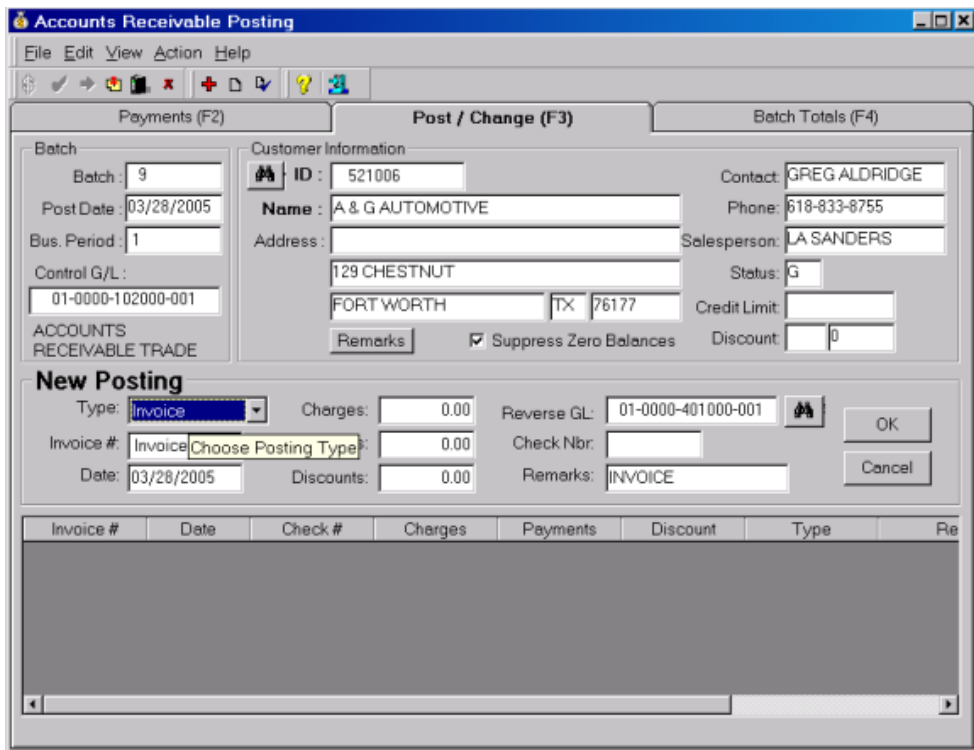 Accounts Receivable Posting
File Edit View Action Help
Payments (F2) Post / Change (F3) Batch Totals (F4)
Batch
Batch : 9
Post Date : 03/28/2005
Bus. Period : 1
Control G/L :
01-0000-102000-001
ACCOUNTS
RECEIVABLE TRADE
Customer Information
ID : 521006
Name : A & G AUTOMOTIVE
Address :
129 CHESTNUT
FORT WORTH TX 76177
Remarks Suppress Zero Balances
Contact: GREG ALDRIDGE
Phone: 618-833-8755
Salesperson: LA SANDERS
Status: G
Credit Limit:
Discount: 0
New Posting
Type: Invoice Charges: 0.00 Reverse GL: 01-0000-401000-001
Invoice #: Invoice Choose Posting Type s: 0.00 Check Nbr:
Date: 03/28/2005 Discounts: 0.00 Remarks: INVOICE
OK
Cancel
Invoice # Date Check # Charges Payments Discount Type Re